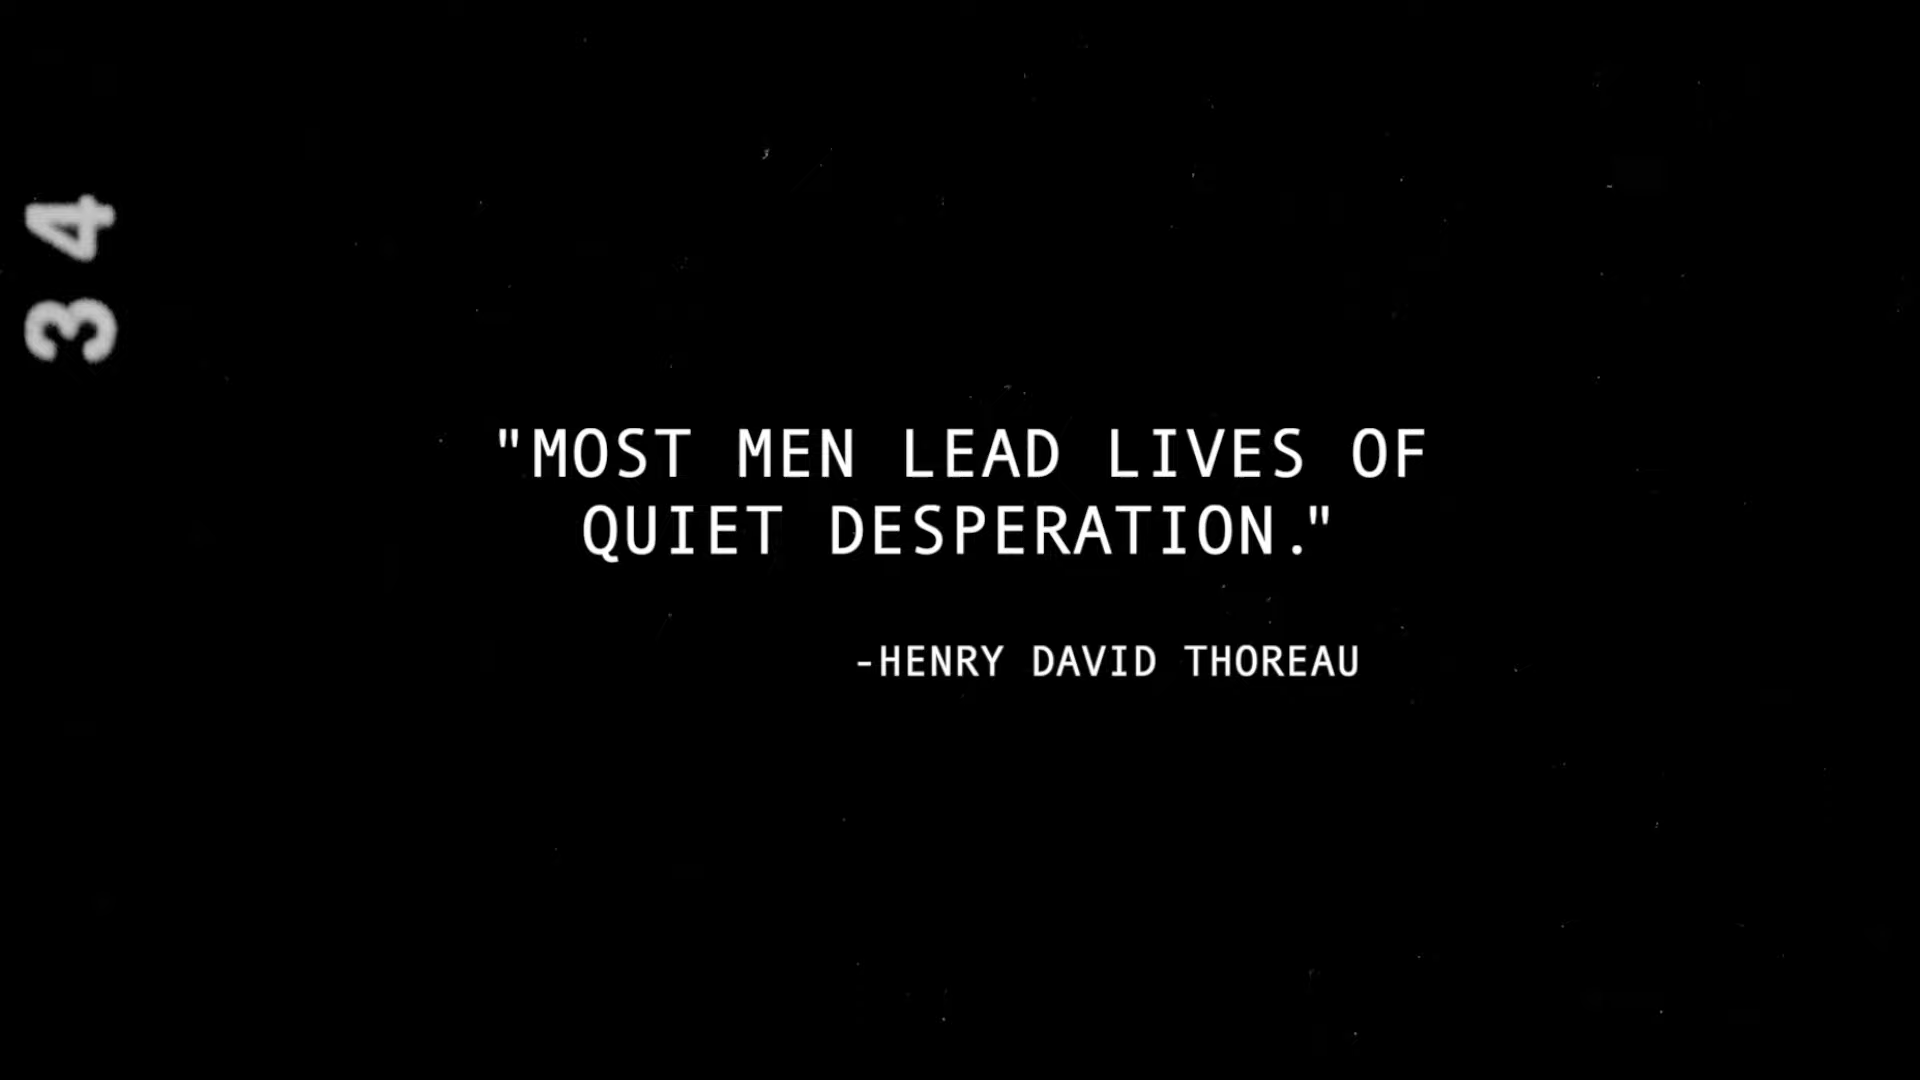 34
"MOST MEN LEAD LIVES OF
QUIET DESPERATION."
-HENRY DAVID THOREAU